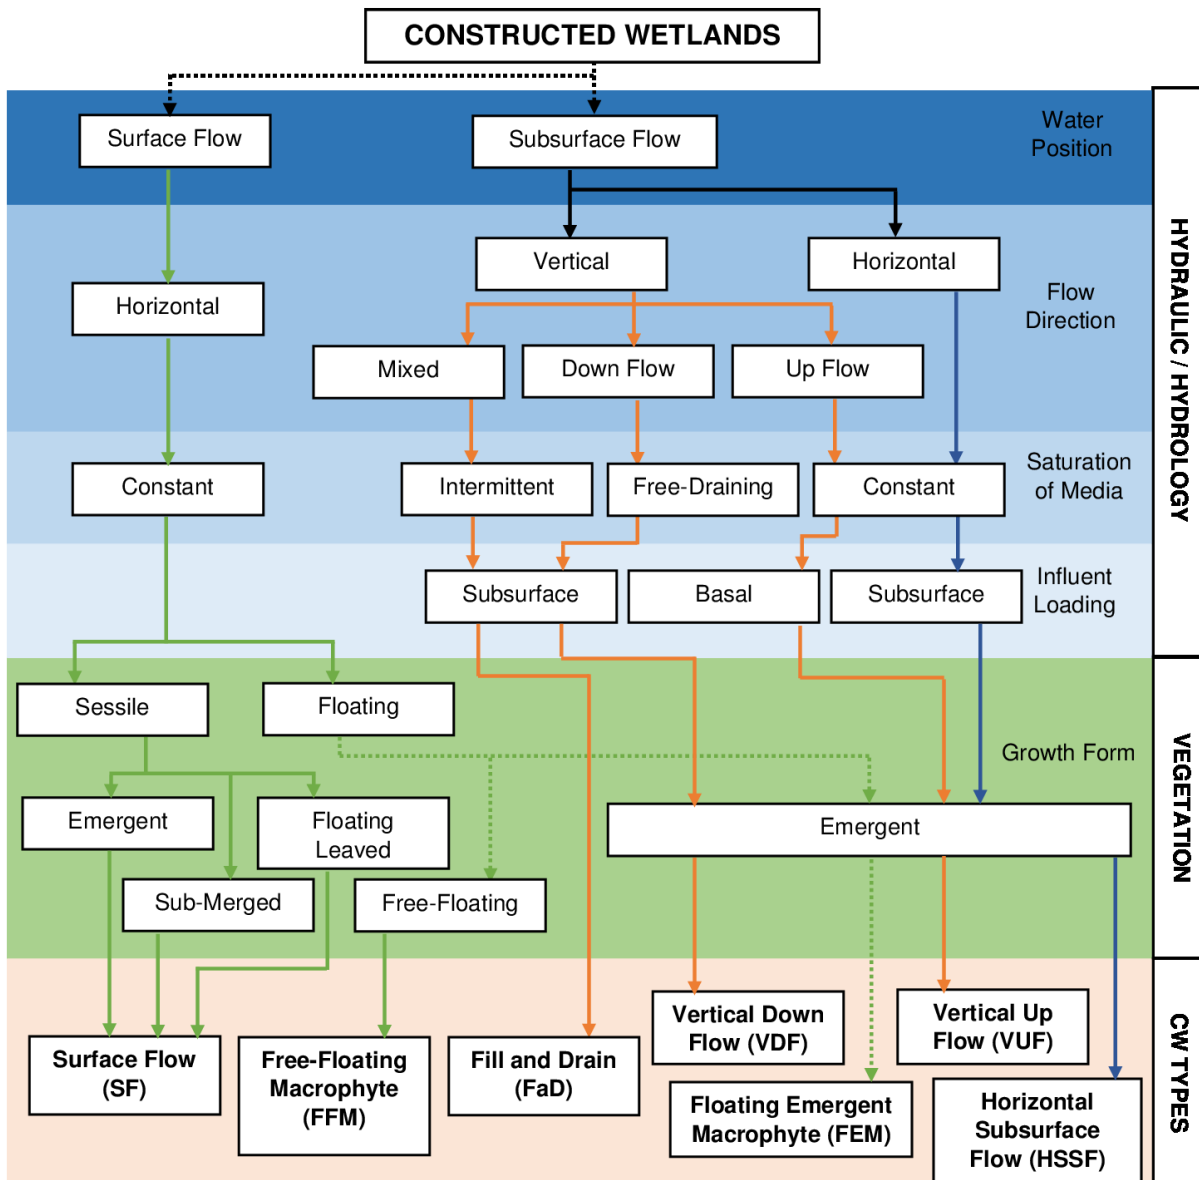 CONSTRUCTED WETLANDS
Surface Flow
Subsurface Flow
Water
Position
Vertical
Horizontal
Horizontal
Flow
Direction
Mixed
Down Flow
Up Flow
Constant
Intermittent
Free-Draining
Constant
Saturation
of Media
Subsurface
Basal
Subsurface
Influent
Loading
HYDRAULIC / HYDROLOGY
Sessile
Floating
Growth Form
Emergent
Floating
Leaved
Emergent
Sub-Merged
Free-Floating
VEGETATION
Surface Flow
(SF)
Free-Floating
Macrophyte
(FFM)
Fill and Drain
(FaD)
Vertical Down
Flow (VDF)
Vertical Up
Flow (VUF)
Floating Emergent
Macrophyte (FEM)
Horizontal
Subsurface
Flow (HSSF)
CW TYPES